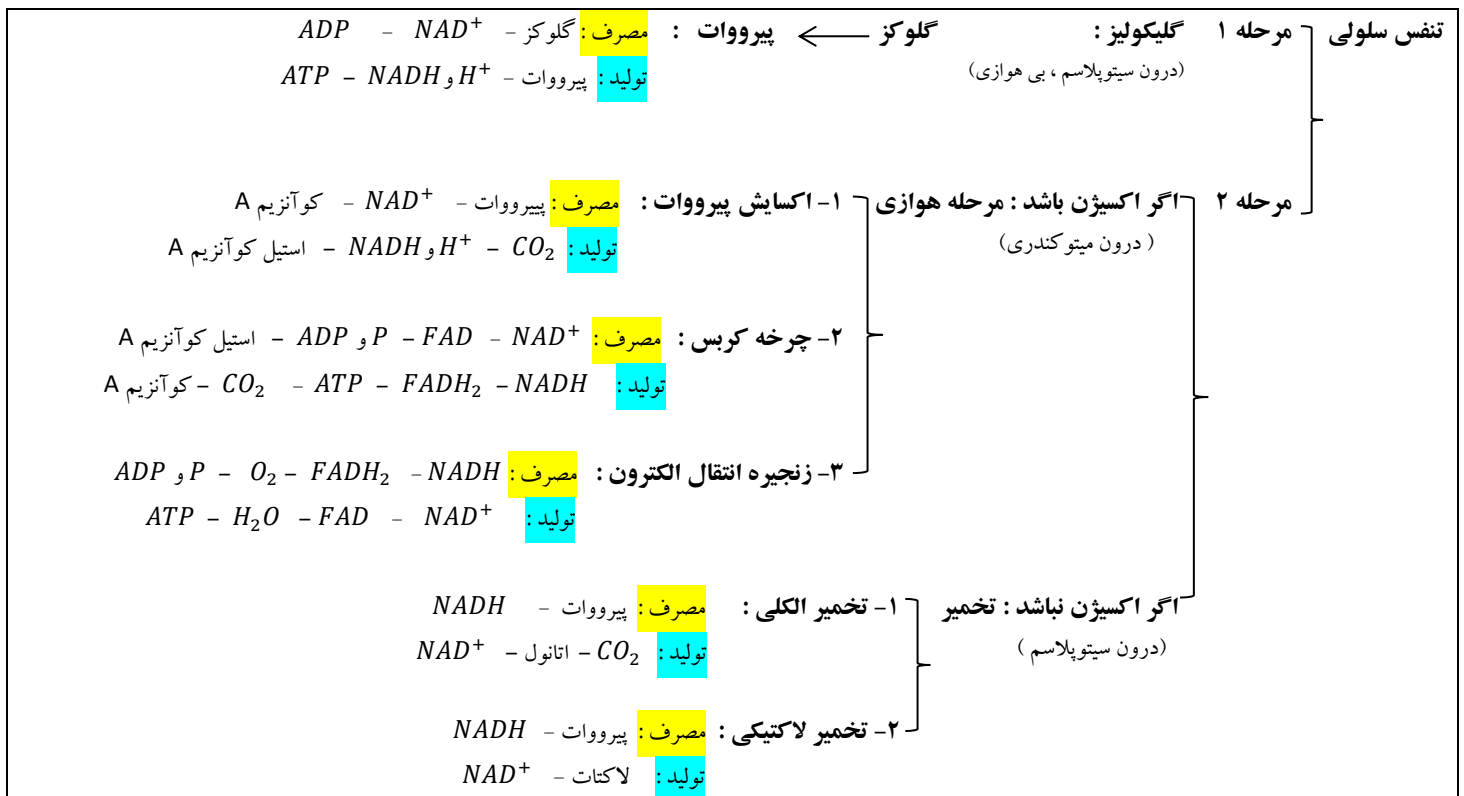 تنفس سلولی مرحله ۱ گلیکولیز : گلوکز ⟶ پیرووات : مصرف : گلوکز – NAD⁺ – ADP
(درون سیتوپلاسم ، بی هوازی) تولید : پیرووات – H⁺ و NADH – ATP
مرحله ۲ اگر اکسیژن باشد : مرحله هوازی ۱- اکسایش پیرووات : مصرف : پییرووات – NAD⁺ – کوآنزیم A
( درون میتوکندری) تولید : CO₂ – H⁺ و NADH – استیل کوآنزیم A
۲- چرخه کربس : مصرف : NAD⁺ – FAD – P و ADP – استیل کوآنزیم A
تولید : NADH – FADH₂ – ATP – CO₂ – کوآنزیم A
۳- زنجیره انتقال الکترون : مصرف : NADH – FADH₂ – O₂ – P و ADP
تولید : NAD⁺ – FAD – H₂O – ATP
اگر اکسیژن نباشد : تخمیر ۱- تخمیر الکلی : مصرف : پیرووات – NADH
(درون سیتوپلاسم ) تولید : CO₂ – اتانول – NAD⁺
۲- تخمیر لاکتیکی : مصرف : پیرووات – NADH
تولید : لاکتات – NAD⁺